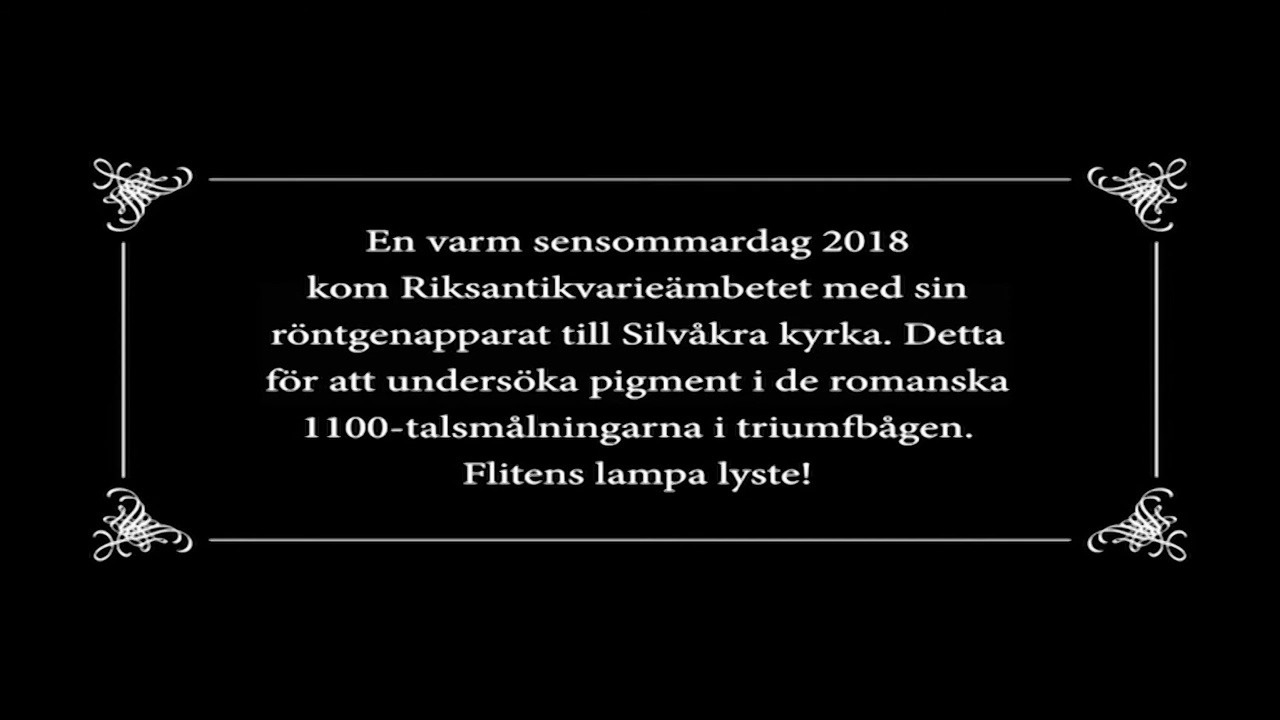 En varm sensommardag 2018
kom Riksantikvarieämbetet med sin
röntgenapparat till Silvåkra kyrka. Detta
för att undersöka pigment i de romanska
1100-talsmålningarna i triumfbågen.
Flitens lampa lyste!